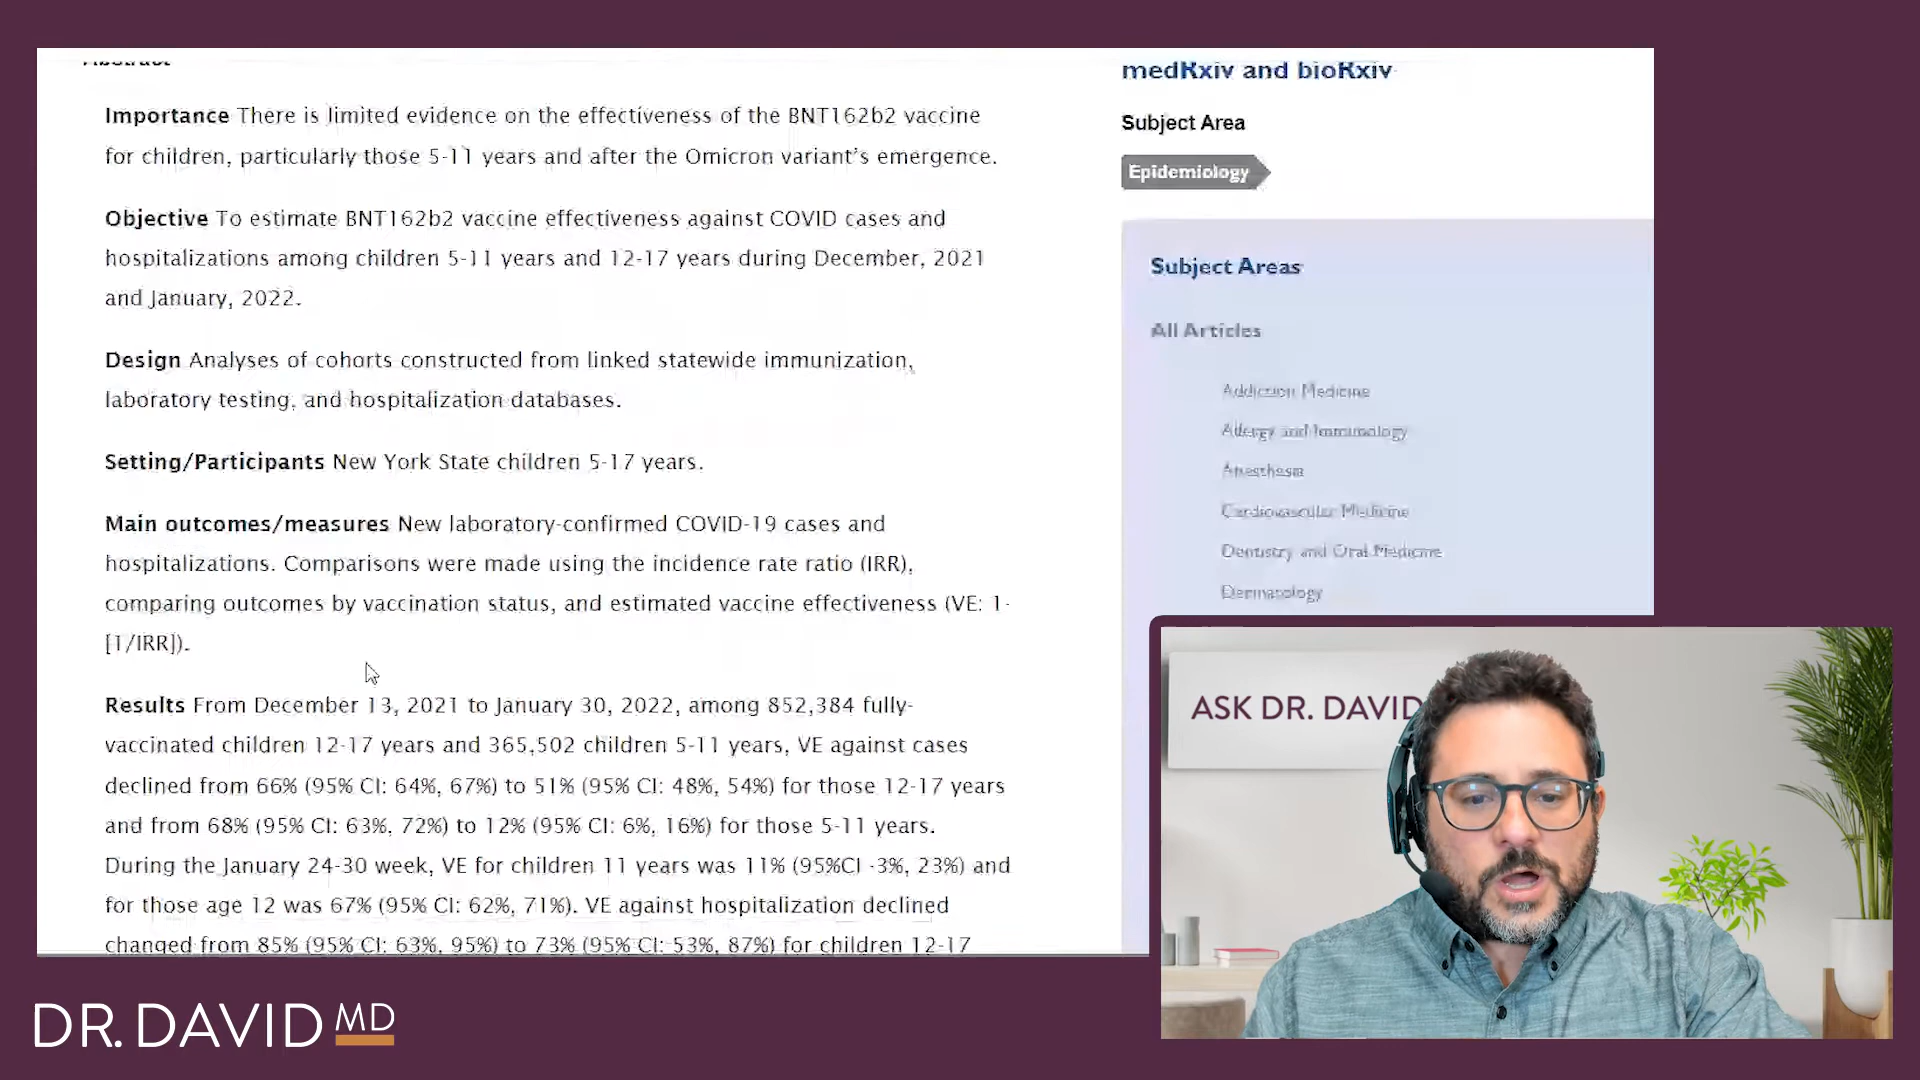 Abstract
Importance There is limited evidence on the effectiveness of the BNT162b2 vaccine
for children, particularly those 5-11 years and after the Omicron variant's emergence.
Objective To estimate BNT162b2 vaccine effectiveness against COVID cases and
hospitalizations among children 5-11 years and 12-17 years during December, 2021
and January, 2022.
Design Analyses of cohorts constructed from linked statewide immunization,
laboratory testing, and hospitalization databases.
Setting/Participants New York State children 5-17 years.
Main outcomes/measures New laboratory-confirmed COVID-19 cases and
hospitalizations. Comparisons were made using the incidence rate ratio (IRR),
comparing outcomes by vaccination status, and estimated vaccine effectiveness (VE: 1-
[1/IRR]).
Results From December 13, 2021 to January 30, 2022, among 852,384 fully-
vaccinated children 12-17 years and 365,502 children 5-11 years, VE against cases
declined from 66% (95% CI: 64%, 67%) to 51% (95% CI: 48%, 54%) for those 12-17 years
and from 68% (95% CI: 63%, 72%) to 12% (95% CI: 6%, 16%) for those 5-11 years.
During the January 24-30 week, VE for children 11 years was 11% (95%CI -3%, 23%) and
for those age 12 was 67% (95% CI: 62%, 71%). VE against hospitalization declined
changed from 85% (95% CI: 63%, 95%) to 73% (95% CI: 53%, 87%) for children 12-17
medRxiv and bioRxiv
Subject Area
Epidemiology
Subject Areas
All Articles
Addiction Medicine
Allergy and Immunology
Anesthesia
Cardiovascular Medicine
Dentistry and Oral Medicine
Dermatology
ASK DR. DAVID
DR. DAVID MD